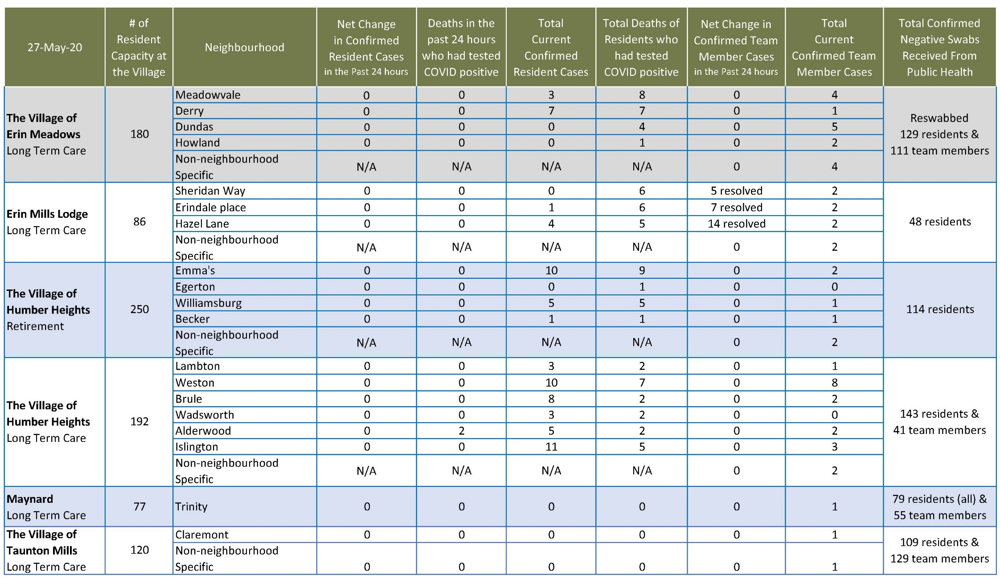 27-May-20
# of
Resident
Capacity at
the Village
Neighbourhood
Net Change
in Confirmed
Resident Cases
in the Past 24 hours
Deaths in the
past 24 hours
who had tested
COVID positive
Total
Current
Confirmed
Resident Cases
Total Deaths of
Residents who
had tested
COVID positive
Net Change in
Confirmed Team
Member Cases
in the Past 24 hours
Total
Current
Confirmed Team
Member Cases
Total Confirmed
Negative Swabs
Received From
Public Health
The Village of
Erin Meadows
Long Term Care
180
Meadowvale 0 0 3 8 0 4
Derry 0 0 7 7 0 1
Dundas 0 0 0 4 0 5
Howland 0 0 0 1 0 2
Non-neighbourhood
Specific
N/A N/A N/A N/A 0 4
Reswabbed
129 residents &
111 team members
Erin Mills Lodge
Long Term Care
86
Sheridan Way 0 0 0 6 5 resolved 2
Erindale place 0 0 1 6 7 resolved 2
Hazel Lane 0 0 4 5 14 resolved 2
Non-neighbourhood
Specific
N/A N/A N/A N/A 0 2
48 residents
The Village of
Humber Heights
Retirement
250
Emma's 0 0 10 9 0 2
Egerton 0 0 0 1 0 0
Williamsburg 0 0 5 5 0 1
Becker 0 0 1 1 0 1
Non-neighbourhood
Specific
N/A N/A N/A N/A 0 2
114 residents
The Village of
Humber Heights
Long Term Care
192
Lambton 0 0 3 2 0 1
Weston 0 0 10 7 0 8
Brule 0 0 8 2 0 2
Wadsworth 0 0 3 2 0 0
Alderwood 0 2 5 2 0 2
Islington 0 0 11 5 0 3
Non-neighbourhood
Specific
N/A N/A N/A N/A 0 2
143 residents &
41 team members
Maynard
Long Term Care
77
Trinity 0 0 0 0 0 1
79 residents (all) &
55 team members
The Village of
Taunton Mills
Long Term Care
120
Claremont 0 0 0 0 0 1
Non-neighbourhood
Specific 0 0 0 0 0 1
109 residents &
129 team members